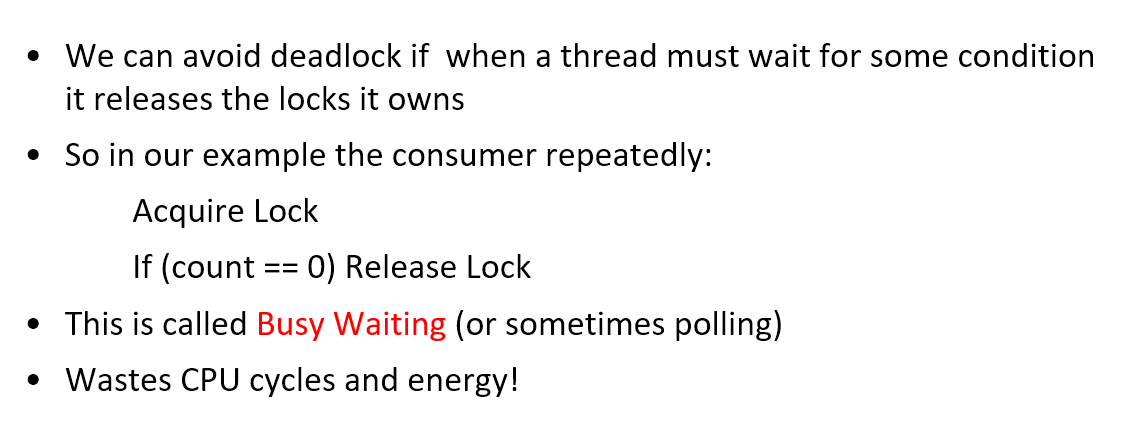 • We can avoid deadlock if  when a thread must wait for some condition
it releases the locks it owns
• So in our example the consumer repeatedly:
Acquire Lock
If (count == 0) Release Lock
• This is called Busy Waiting (or sometimes polling)
• Wastes CPU cycles and energy!